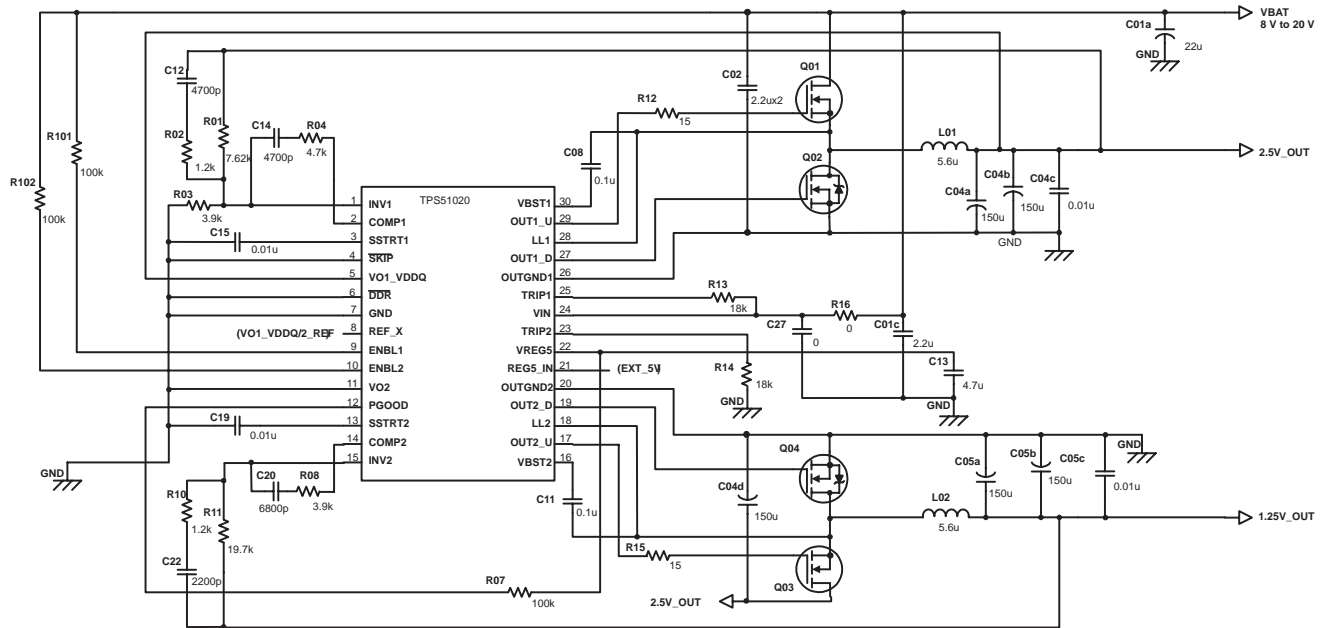 VBAT
8 V to 20 V
C01a
22u
GND
C12
4700p
R02
1.2k
R01
7.62k
C14
4700p
R04
4.7k
R101
100k
R102
100k
R03
3.9k
C15
0.01u
C02
2.2ux2
Q01
R12
15
C08
0.1u
Q02
L01
5.6u
C04a
150u
C04b
150u
C04c
0.01u
GND
2.5V_OUT
TPS51020
1 INV1
2 COMP1
3 SSTRT1
4 SKIP
5 VO1_VDDQ
6 DDR
7 GND
8 REF_X
9 ENBL1
10 ENBL2
11 VO2
12 PGOOD
13 SSTRT2
14 COMP2
15 INV2
VBST1 30
OUT1_U 29
LL1 28
OUT1_D 27
OUTGND1 26
TRIP1 25
VIN 24
TRIP2 23
VREG5 22
REG5_IN 21
OUTGND2 20
OUT2_D 19
LL2 18
OUT2_U 17
VBST2 16
(VO1_VDDQ/2_REF
(EXT_5V)
R13
18k
R16
0
C27
0
C01c
2.2u
C13
4.7u
GND
R14
18k
GND
C19
0.01u
GND
C20
6800p
R08
3.9k
R10
1.2k
R11
19.7k
C22
2200p
R07
100k
C11
0.1u
R15
15
C04d
150u
Q04
Q03
2.5V_OUT
L02
5.6u
C05a
150u
C05b
150u
C05c
0.01u
GND
1.25V_OUT